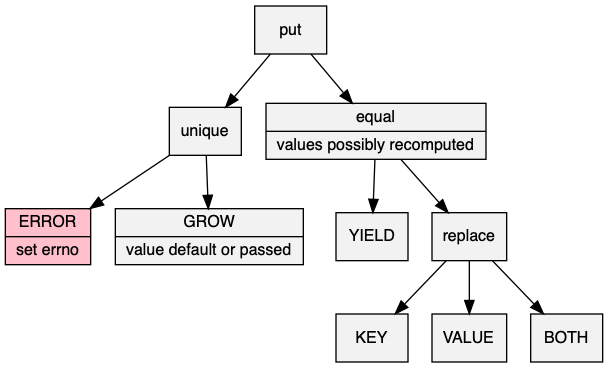 put
unique
equal
values possibly recomputed
ERROR
set errno
GROW
value default or passed
YIELD
replace
KEY
VALUE
BOTH